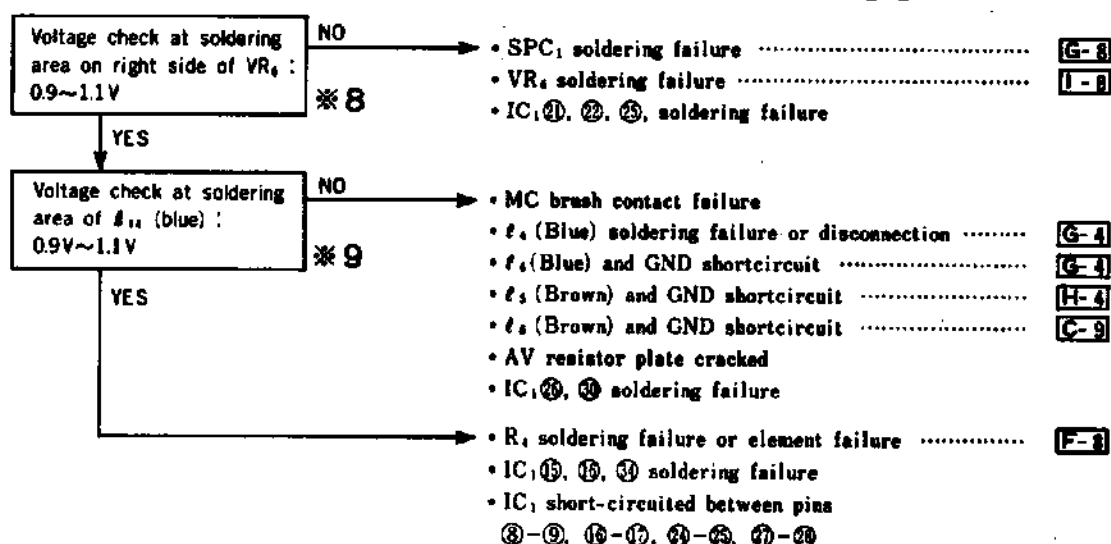 Voltage check at soldering
area on right side of VR₆ :
0.9~1.1V
※8
NO
• SPC₁ soldering failure ⋯⋯ G-8
• VR₆ soldering failure ⋯⋯ I-8
• IC₁㉑, ㉒, ㉕, soldering failure
YES
Voltage check at soldering
area of ℓ₁₄ (blue) :
0.9V~1.1V
※9
NO
• MC brush contact failure
• ℓ₄ (Blue) soldering failure or disconnection ⋯⋯ G-4
• ℓ₄ (Blue) and GND shortcircuit ⋯⋯ G-4
• ℓ₅ (Brown) and GND shortcircuit ⋯⋯ H-4
• (Brown) and GND shortcircuit ⋯⋯ C-9
• AV resistor plate cracked
• IC₁㉖, ㉚ soldering failure
YES
• R₄ soldering failure or element failure ⋯⋯ F-8
• IC₁⑮, ⑯, ㉞ soldering failure
• IC₁ short-circuited between pins
⑧-⑨, ⑯-⑰, ㉔-㉕, ㉗-㉘